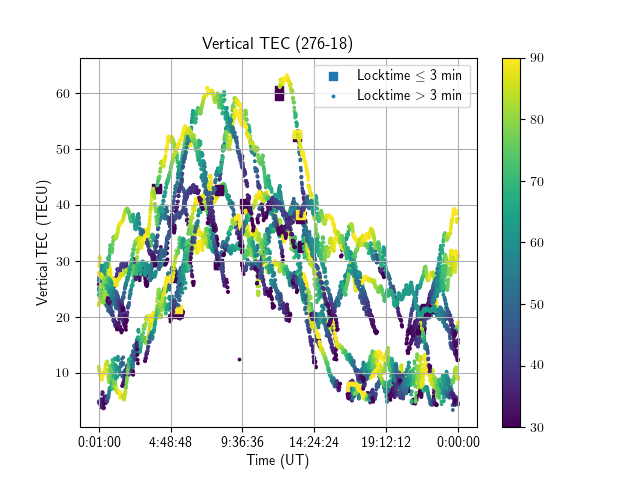 Vertical TEC (276-18)
Locktime ≤ 3 min
Locktime > 3 min
Vertical TEC (TECU)
60
50
40
30
20
10
0:01:00 4:48:48 9:36:36 14:24:24 19:12:12 0:00:00
Time (UT)
90
80
70
60
50
40
30